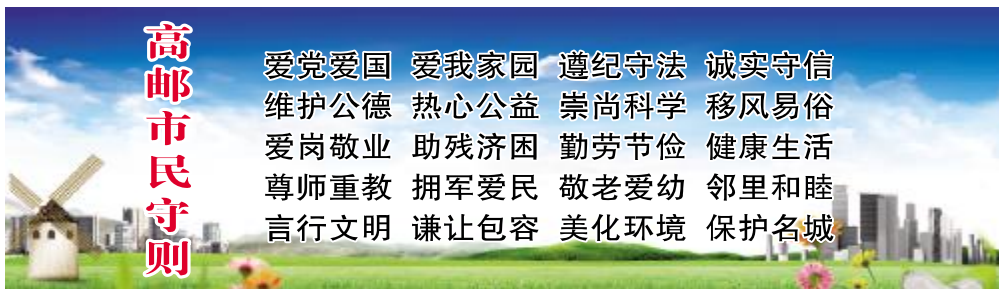 高邮市民守则
爱党爱国 爱我家园 遵纪守法 诚实守信
维护公德 热心公益 崇尚科学 移风易俗
爱岗敬业 助残济困 勤劳节俭 健康生活
尊师重教 拥军爱民 敬老爱幼 邻里和睦
言行文明 谦让包容 美化环境 保护名城